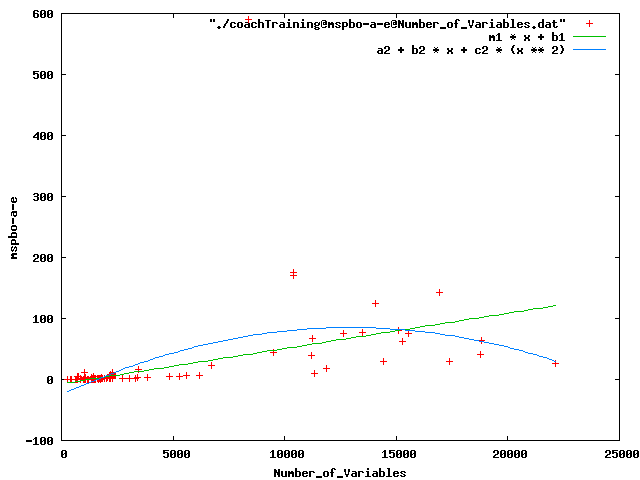 600
"./coachTraining@mspbo-a-e@Number_of_Variables.dat"
m1 * x + b1
a2 + b2 * x + c2 * (x ** 2)
500
400
300
200
100
0
-100
mspbo-a-e
0 5000 10000 15000 20000 25000
Number_of_Variables